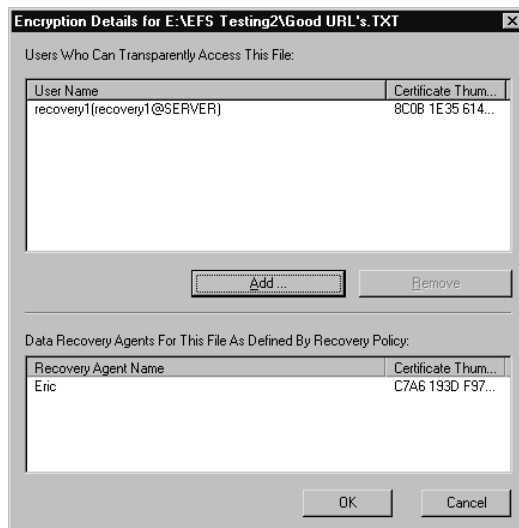 Encryption Details for E:\EFS Testing2\Good URL's.TXT
Users Who Can Transparently Access This File:
User Name Certificate Thum...
recovery1(recovery1@SERVER) 8C0B 1E35 614...
Add ... Remove
Data Recovery Agents For This File As Defined By Recovery Policy:
Recovery Agent Name Certificate Thum...
Eric C7A6 193D F97...
OK Cancel